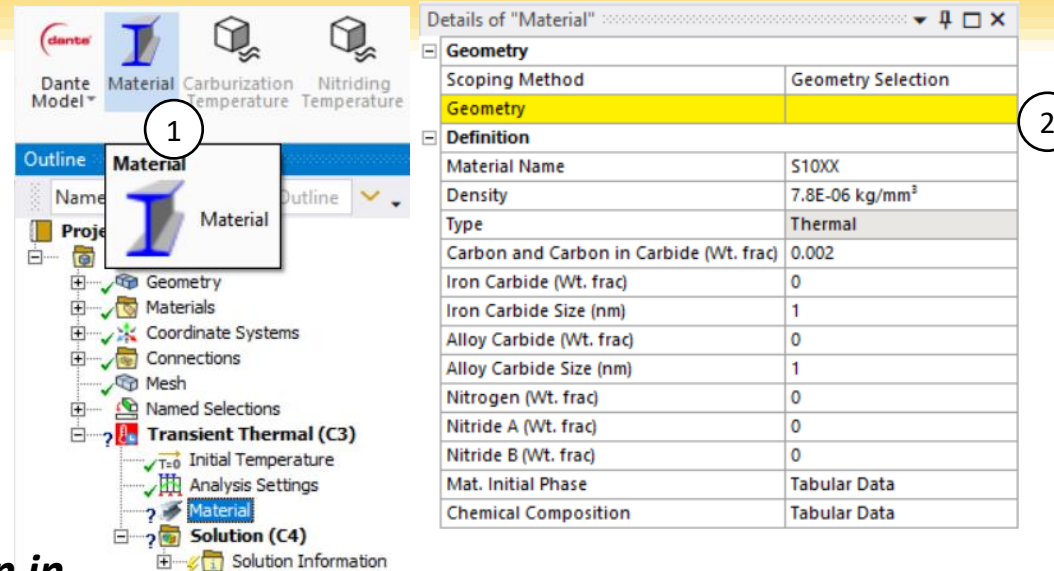 dante
Dante Model
Material
Carburization Temperature
Nitriding Temperature
1
Outline
Material
Name
Outline
Material
Proje
Geometry
Materials
Coordinate Systems
Connections
Mesh
Named Selections
Transient Thermal (C3)
T=0 Initial Temperature
Analysis Settings
? Material
? Solution (C4)
Solution Information
n in
Details of "Material"
Geometry
Scoping Method Geometry Selection
Geometry
2
Definition
Material Name S10XX
Density 7.8E-06 kg/mm³
Type Thermal
Carbon and Carbon in Carbide (Wt. frac) 0.002
Iron Carbide (Wt. frac) 0
Iron Carbide Size (nm) 1
Alloy Carbide (Wt. frac) 0
Alloy Carbide Size (nm) 1
Nitrogen (Wt. frac) 0
Nitride A (Wt. frac) 0
Nitride B (Wt. frac) 0
Mat. Initial Phase Tabular Data
Chemical Composition Tabular Data